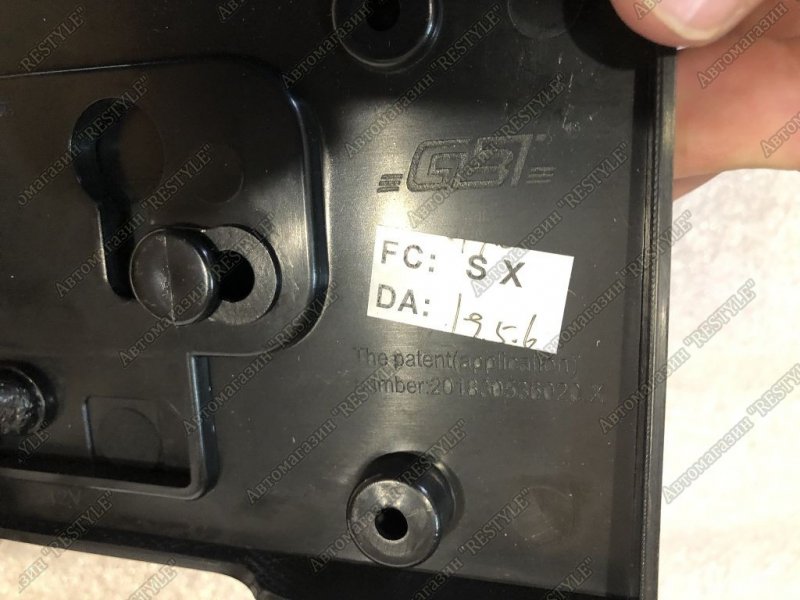 GBT
FC: SX
DA: 19.5.6
The patent(application)
number:
Автомагазин "RESTYLE"